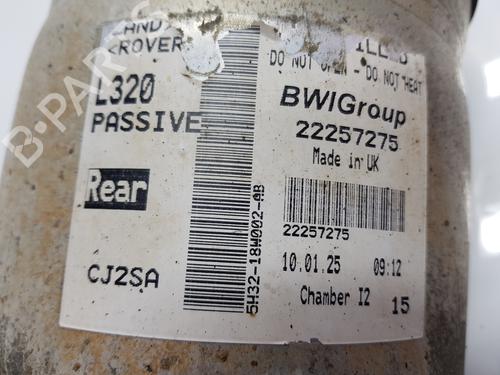 LAND
ROVER
L320
PASSIVE
Rear
CJ2SA
5H32-18W002-AB
DO NOT OPEN - DO NOT HEAT
BWIGroup
22257275
Made in UK
22257275
10.01.25 09:12
Chamber I2 15